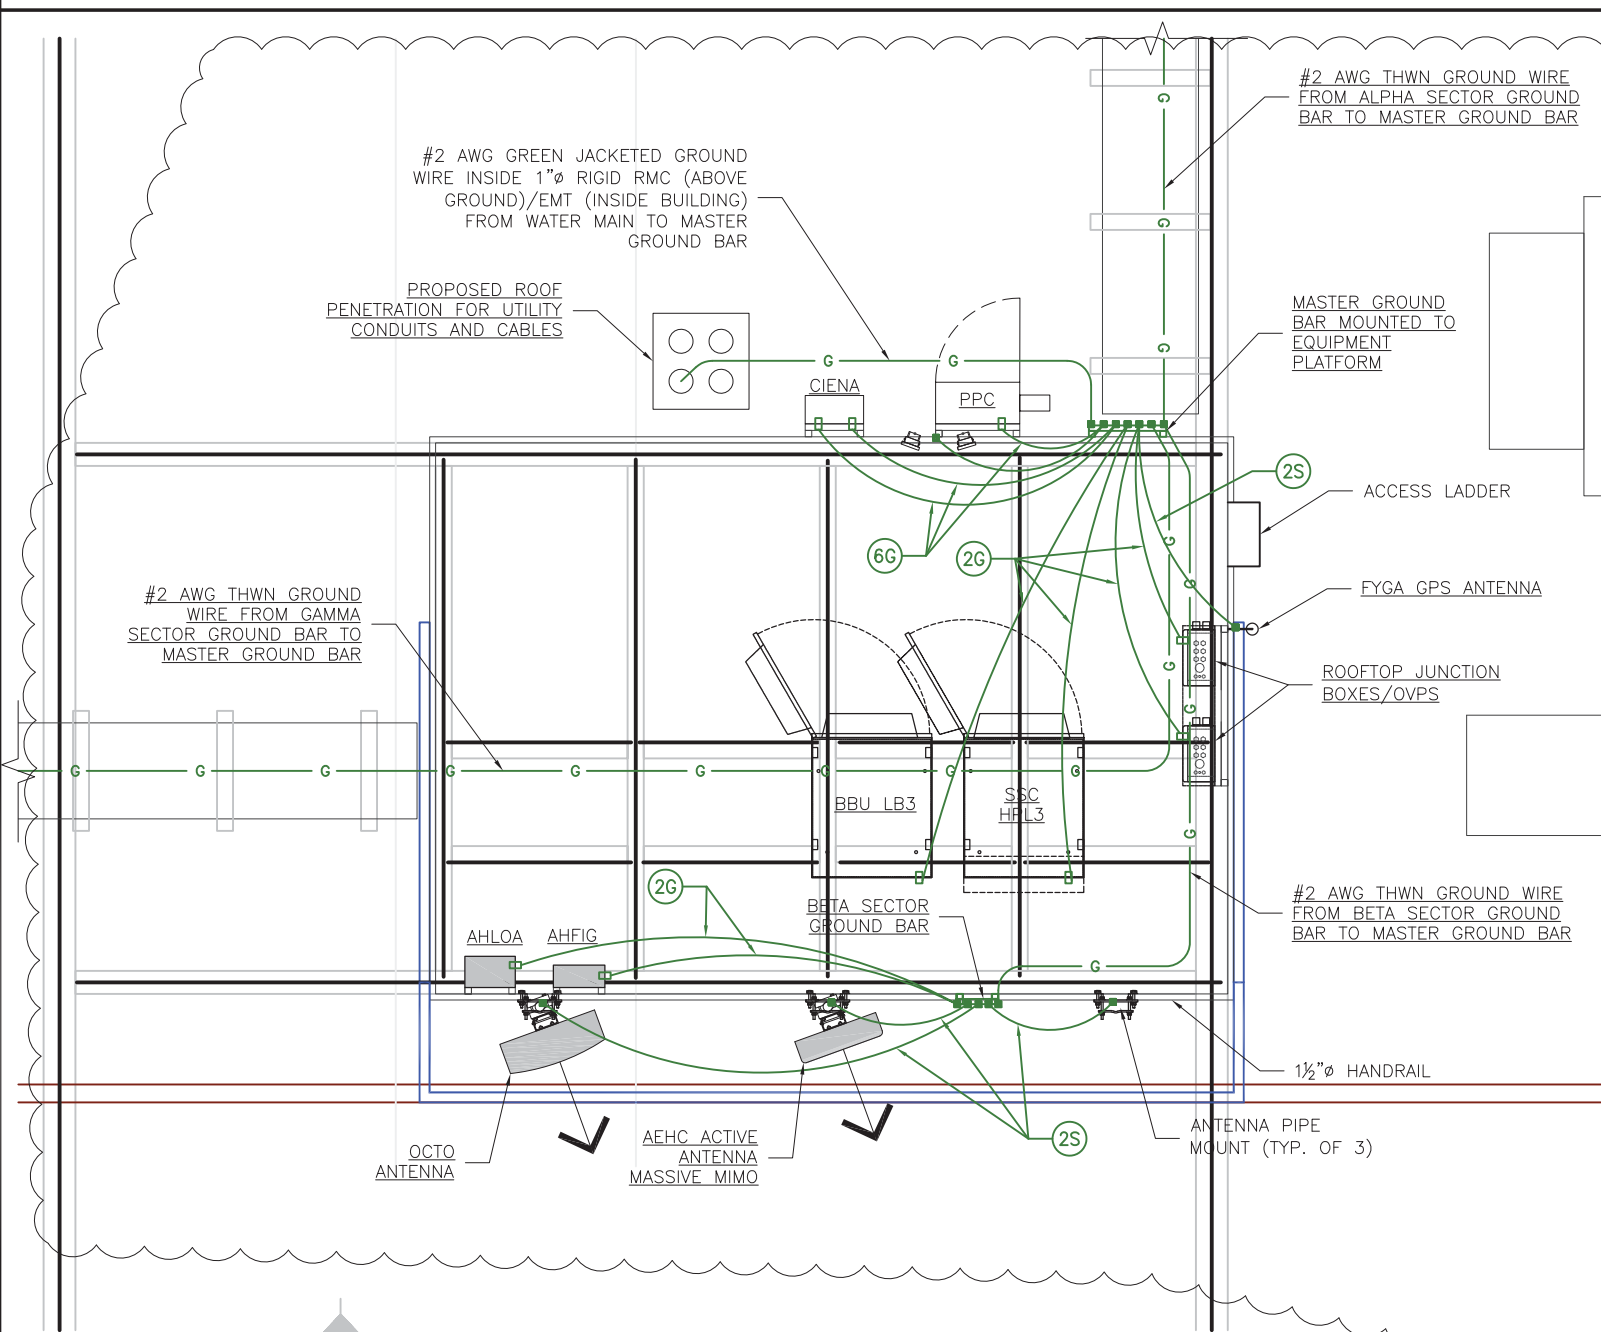 #2 AWG THWN GROUND WIRE
FROM ALPHA SECTOR GROUND
BAR TO MASTER GROUND BAR
#2 AWG GREEN JACKETED GROUND
WIRE INSIDE 1"ø RIGID RMC (ABOVE
GROUND)/EMT (INSIDE BUILDING)
FROM WATER MAIN TO MASTER
GROUND BAR
PROPOSED ROOF
PENETRATION FOR UTILITY
CONDUITS AND CABLES
MASTER GROUND
BAR MOUNTED TO
EQUIPMENT
PLATFORM
G
G
G
G
G
CIENA
PPC
2S
ACCESS LADDER
6G
2G
G
G
FYGA GPS ANTENNA
#2 AWG THWN GROUND
WIRE FROM GAMMA
SECTOR GROUND BAR TO
MASTER GROUND BAR
ROOFTOP JUNCTION
BOXES/OVPS
G
G
G
G
G
G
G
G
G
G
G
G
BBU LB3
SSC
HPL3
2G
BETA SECTOR
GROUND BAR
#2 AWG THWN GROUND WIRE
FROM BETA SECTOR GROUND
BAR TO MASTER GROUND BAR
AHLOA
AHFIG
G
1½"ø HANDRAIL
OCTO
ANTENNA
AEHC ACTIVE
ANTENNA
MASSIVE MIMO
2S
ANTENNA PIPE
MOUNT (TYP. OF 3)